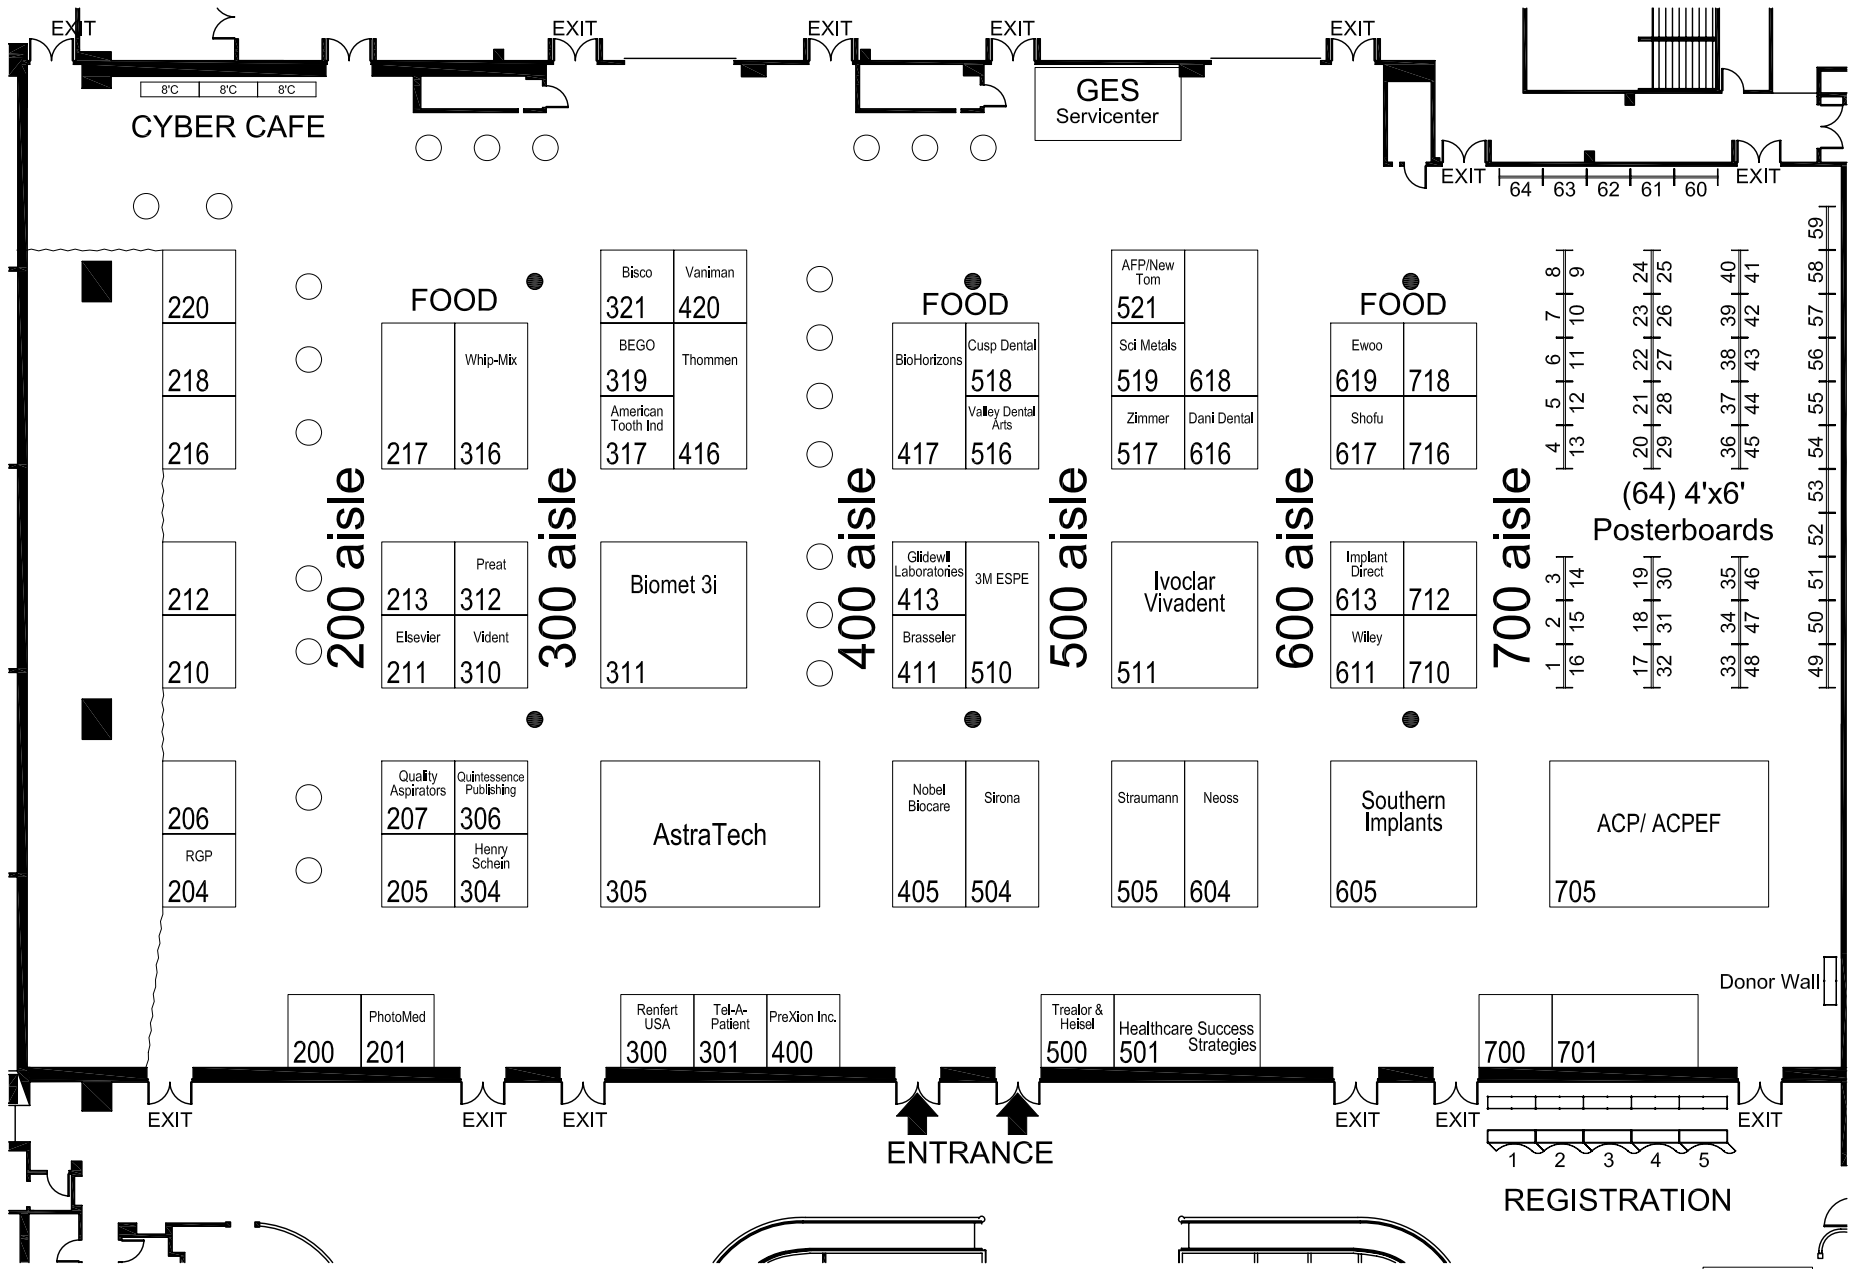 EXIT
EXIT
EXIT
EXIT
EXIT
8'C
8'C
8'C
CYBER CAFE
GES
Servicenter
EXIT
64
63
62
61
60
EXIT
59
220
218
216
FOOD
217
Whip-Mix
316
Bisco
321
Vaniman
420
BEGO
319
Thommen
416
American
Tooth Ind
317
FOOD
BioHorizons
417
Cusp Dental
518
Valley Dental
Arts
516
AFP/New
Tom
521
Sci Metals
519
618
Zimmer
517
Dani Dental
616
FOOD
Ewoo
619
718
Shofu
617
716
8
9
24
25
40
41
58
7
10
23
26
39
42
57
6
11
22
27
38
43
56
5
12
21
28
37
44
55
4
13
20
29
36
45
54
(64) 4'x6'
Posterboards
53
52
200 aisle
300 aisle
400 aisle
500 aisle
600 aisle
700 aisle
212
210
213
Preat
312
Elsevier
211
Vident
310
Biomet 3i
311
Glidewll
Laboratories
413
3M ESPE
510
Brasseler
411
Ivoclar
Vivadent
511
Implant
Direct
613
712
Wiley
611
710
3
14
19
30
35
46
51
2
15
18
31
34
47
50
1
16
17
32
33
48
49
206
RGP
204
Quality
Aspirators
207
Quintessence
Publishing
306
205
Henry
Schein
304
AstraTech
305
Nobel
Biocare
405
Sirona
504
Straumann
505
Neoss
604
Southern
Implants
605
ACP/ ACPEF
705
Donor Wall
200
PhotoMed
201
Renfert
USA
300
Tel-A-
Patient
301
PreXion Inc.
400
Trealor &
Heisel
500
Healthcare Success
Strategies
501
700
701
EXIT
EXIT
EXIT
ENTRANCE
EXIT
EXIT
EXIT
1
2
3
4
5
REGISTRATION